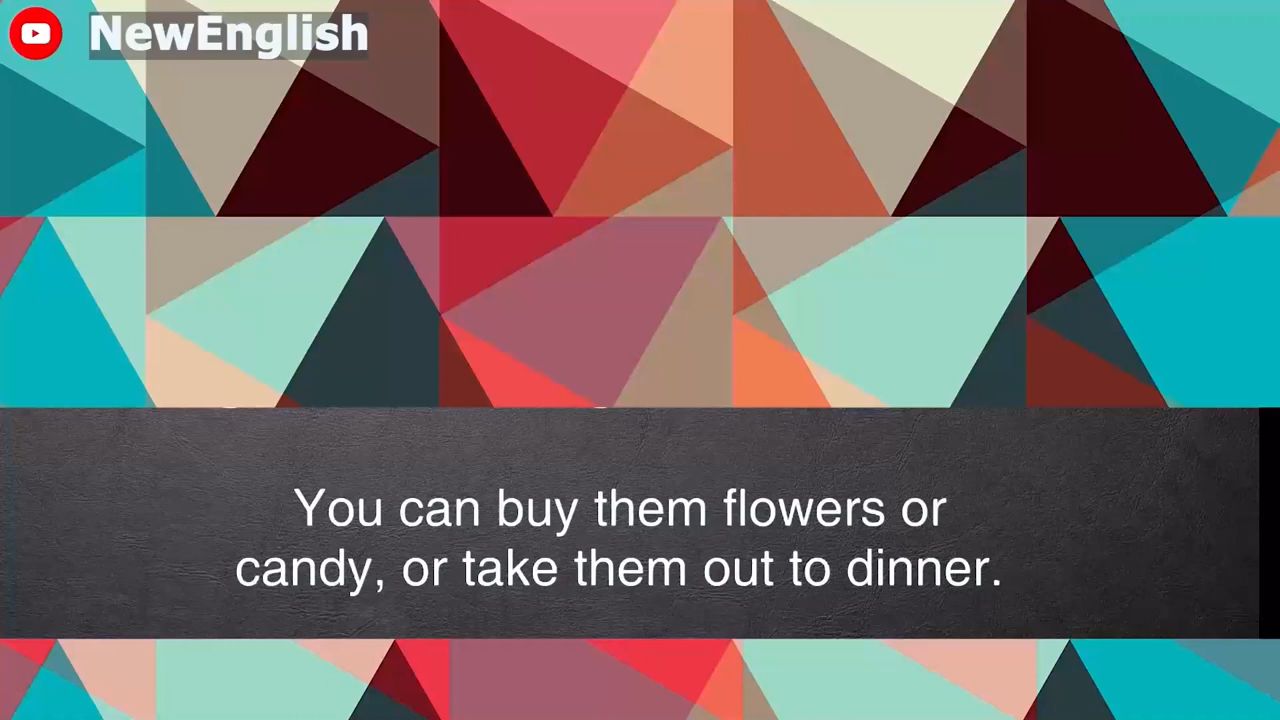 NewEnglish
You can buy them flowers or
candy, or take them out to dinner.